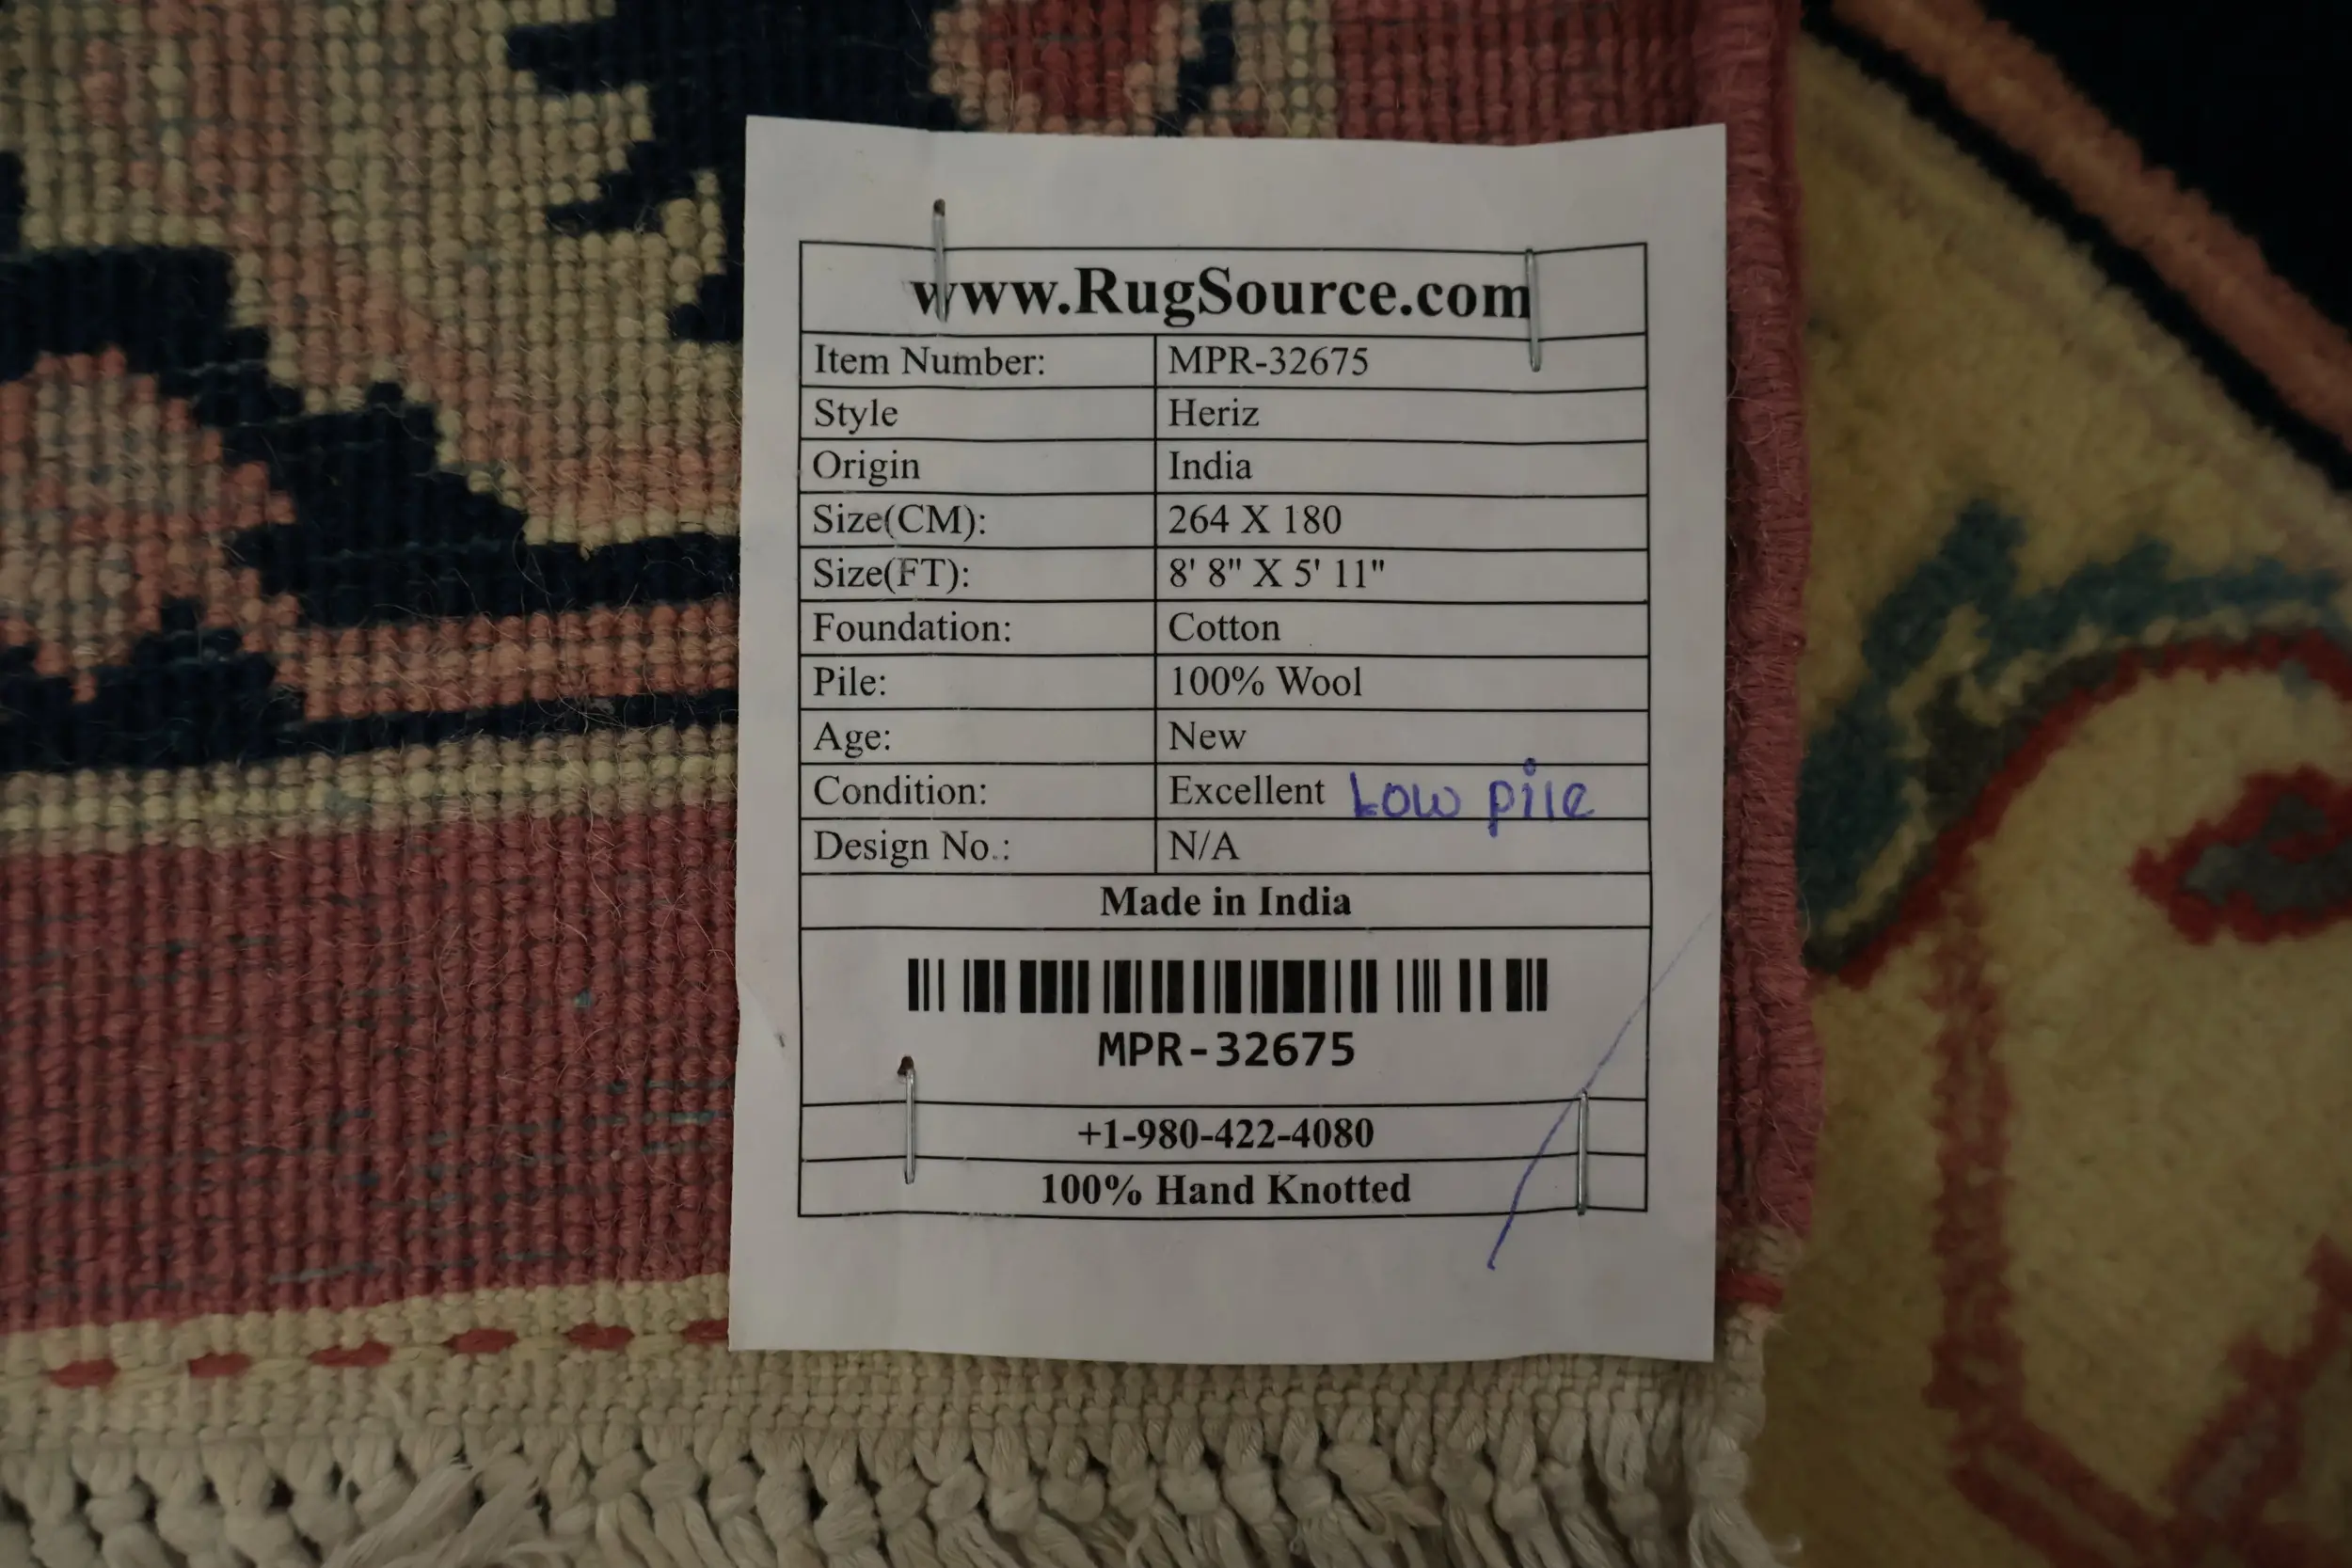 www.RugSource.com
Item Number: MPR-32675
Style Heriz
Origin India
Size(CM): 264 X 180
Size(FT): 8' 8" X 5' 11"
Foundation: Cotton
Pile: 100% Wool
Age: New
Condition: Excellent Low pile
Design No.: N/A
Made in India
MPR-32675
+1-980-422-4080
100% Hand Knotted